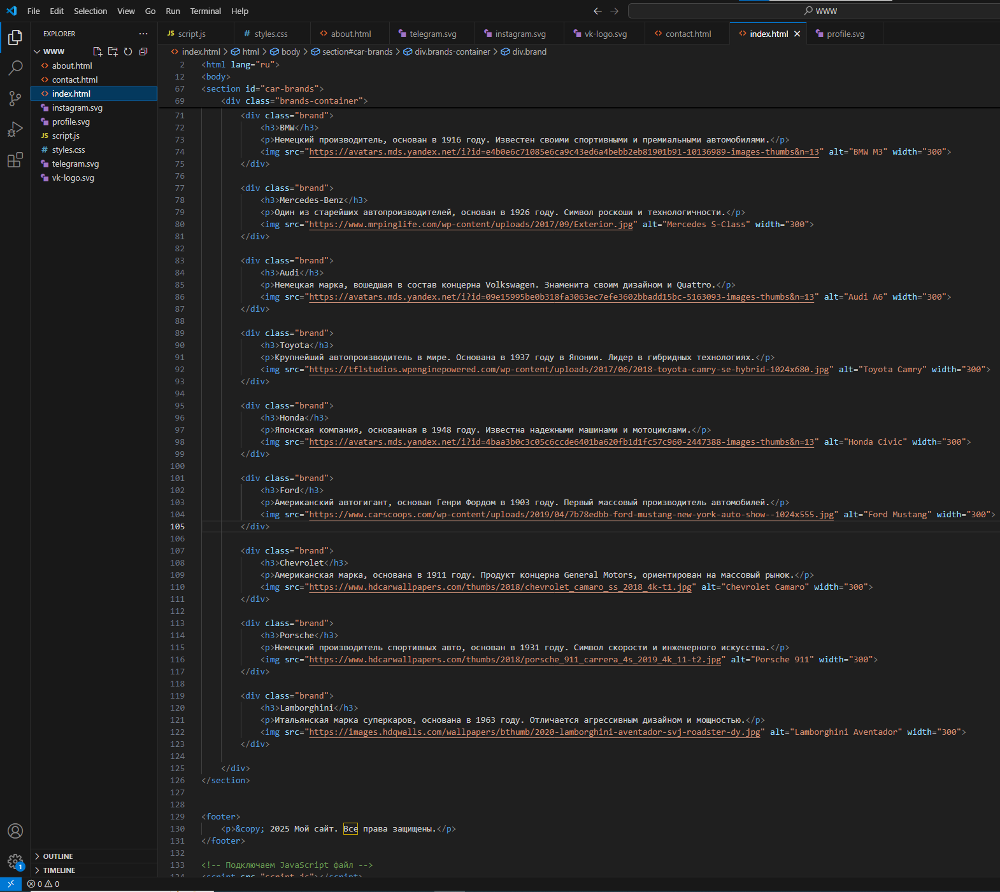 File Edit Selection View Go Run Terminal Help
WWW
EXPLORER
WWW
about.html
contact.html
index.html
instagram.svg
profile.svg
JS script.js
# styles.css
telegram.svg
vk-logo.svg
OUTLINE
TIMELINE
1
0 0
JS script.js # styles.css about.html telegram.svg instagram.svg vk-logo.svg contact.html index.html profile.svg
index.html > html > body > section#car-brands > div.brands-container > div.brand
2 <html lang="ru">
12 <body>
67 <section id="car-brands">
69 <div class="brands-container">
71 <div class="brand">
72 <h3>BMW</h3>
73 <p>Немецкий производитель, основан в 1916 году. Известен своими спортивными и премиальными автомобилями.</p>
74 <img src="https://avatars.mds.yandex.net/i?id=e4b0e6c71085e6ca9c43ed6a4bebb2eb81901b91-10136989-images-thumbs&n=13" alt="BMW M3" width="300">
75 </div>
76
77 <div class="brand">
78 <h3>Mercedes-Benz</h3>
79 <p>Один из старейших автопроизводителей, основан в 1926 году. Символ роскоши и технологичности.</p>
80 <img src="https://www.mrpinglife.com/wp-content/uploads/2017/09/Exterior.jpg" alt="Mercedes S-Class" width="300">
81 </div>
82
83 <div class="brand">
84 <h3>Audi</h3>
85 <p>Немецкая марка, вошедшая в состав концерна Volkswagen. Знаменита своим дизайном и Quattro.</p>
86 <img src="https://avatars.mds.yandex.net/i?id=09e15995be0b318fa3063ec7efe3602bbadd15bc-5163093-images-thumbs&n=13" alt="Audi A6" width="300">
87 </div>
88
89 <div class="brand">
90 <h3>Toyota</h3>
91 <p>Крупнейший автопроизводитель в мире. Основана в 1937 году в Японии. Лидер в гибридных технологиях.</p>
92 <img src="https://tflstudios.wpenginepowered.com/wp-content/uploads/2017/06/2018-toyota-camry-se-hybrid-1024x680.jpg" alt="Toyota Camry" width="300">
93 </div>
94
95 <div class="brand">
96 <h3>Honda</h3>
97 <p>Японская компания, основанная в 1948 году. Известна надежными машинами и мотоциклами.</p>
98 <img src="https://avatars.mds.yandex.net/i?id=4baa3b0c3c05c6ccde6401ba620fb1d1fc57c960-2447388-images-thumbs&n=13" alt="Honda Civic" width="300">
99 </div>
100
101 <div class="brand">
102 <h3>Ford</h3>
103 <p>Американский автогигант, основан Генри Фордом в 1903 году. Первый массовый производитель автомобилей.</p>
104 <img src="https://www.carscoops.com/wp-content/uploads/2019/04/7b78edbb-ford-mustang-new-york-auto-show--1024x555.jpg" alt="Ford Mustang" width="300">
105 </div>
106
107 <div class="brand">
108 <h3>Chevrolet</h3>
109 <p>Американская марка, основана в 1911 году. Продукт концерна General Motors, ориентирован на массовый рынок.</p>
110 <img src="https://www.hdcarwallpapers.com/thumbs/2018/chevrolet_camaro_ss_2018_4k-t1.jpg" alt="Chevrolet Camaro" width="300">
111 </div>
112
113 <div class="brand">
114 <h3>Porsche</h3>
115 <p>Немецкий производитель спортивных авто, основан в 1931 году. Символ скорости и инженерного искусства.</p>
116 <img src="https://www.hdcarwallpapers.com/thumbs/2018/porsche_911_carrera_4s_2019_4k_11-t2.jpg" alt="Porsche 911" width="300">
117 </div>
118
119 <div class="brand">
120 <h3>Lamborghini</h3>
121 <p>Итальянская марка суперкаров, основана в 1963 году. Отличается агрессивным дизайном и мощностью.</p>
122 <img src="https://images.hdqwalls.com/wallpapers/bthumb/2020-lamborghini-aventador-svj-roadster-dy.jpg" alt="Lamborghini Aventador" width="300">
123 </div>
124
125 </div>
126 </section>
127
128
129 <footer>
130 <p>&copy; 2025 Мой сайт. Все права защищены.</p>
131 </footer>
132
133 <!-- Подключаем JavaScript файл -->
134 <script src="script.js"></script>